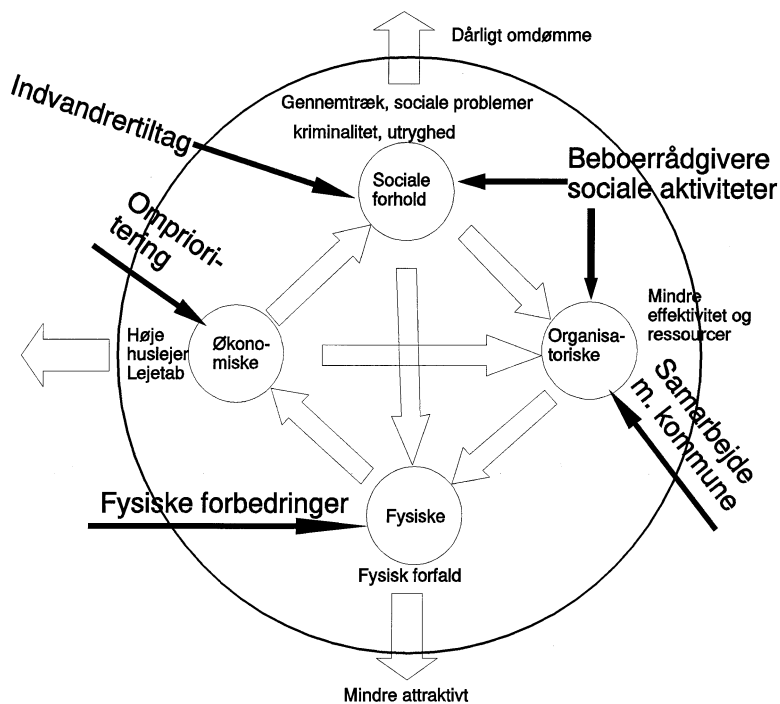 Dårligt omdømme
Indvandrertiltag
Gennemtræk, sociale problemer
kriminalitet, utryghed
Sociale
forhold
Beboerrådgivere
sociale aktiviteter
Ompriori-
tering
Høje
huslejer
Lejetab
Økono-
miske
Organisa-
toriske
Mindre
effektivitet og
ressourcer
Samarbejde
m. kommune
Fysiske forbedringer
Fysiske
Fysisk forfald
Mindre attraktivt